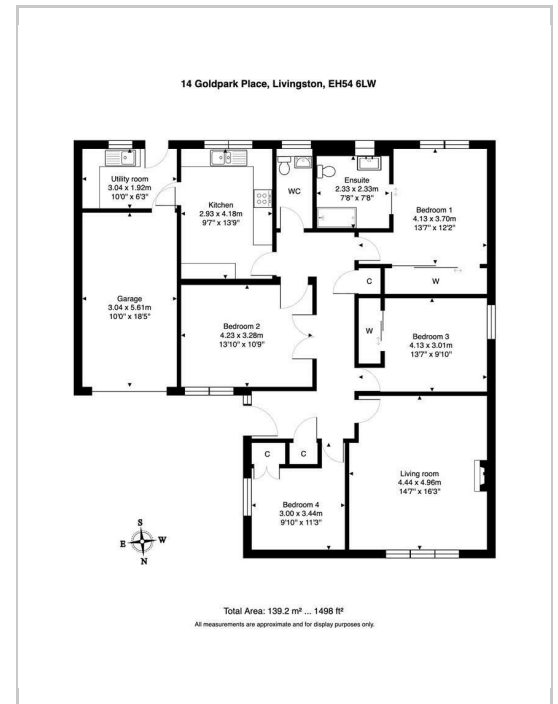 14 Goldpark Place, Livingston, EH54 6LW
Utility room
3.04 x 1.92m
10'0" x 6'3"
Kitchen
2.93 x 4.18m
9'7" x 13'9"
WC
Ensuite
2.33 x 2.33m
7'8" x 7'8"
Bedroom 1
4.13 x 3.70m
13'7" x 12'2"
C
W
Garage
3.04 x 5.61m
10'0" x 18'5"
Bedroom 2
4.23 x 3.28m
13'10" x 10'9"
W
Bedroom 3
4.13 x 3.01m
13'7" x 9'10"
C
C
Bedroom 4
3.00 x 3.44m
9'10" x 11'3"
Living room
4.44 x 4.96m
14'7" x 16'3"
S
E
W
N
Total Area: 139.2 m² ... 1498 ft²
All measurements are approximate and for display purposes only.